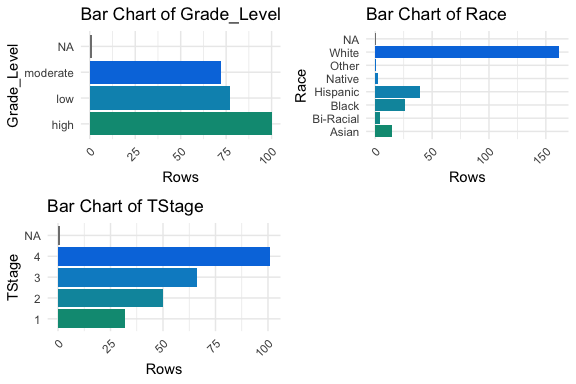 Bar Chart of Grade_Level
Grade_Level
NA
moderate
low
high
0
25
50
75
100
Rows
Bar Chart of Race
Race
NA
White
Other
Native
Hispanic
Black
Bi-Racial
Asian
0
50
100
150
Rows
Bar Chart of TStage
TStage
NA
4
3
2
1
0
25
50
75
100
Rows